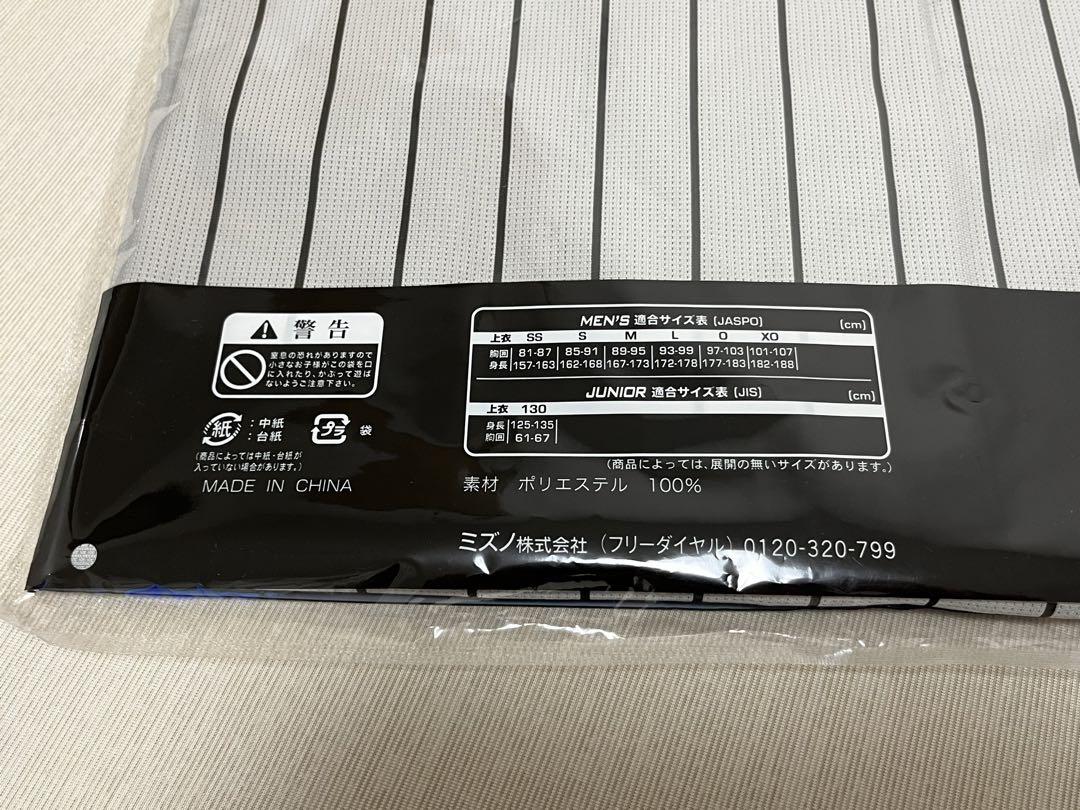 警告
窒息の恐れがありますので
小さなお子様がこの袋を口
に入れたり、かぶって遊ば
ないようご注意下さい。
紙 :中紙
:台紙
プラ 袋
(商品によっては中紙・台紙が
入っていない場合があります。)
MADE IN CHINA
MEN'S 適合サイズ表 [JASPO] [cm]
上衣 SS S M L O XO
胸囲 81-87 85-91 89-95 93-99 97-103 101-107
身長 157-163 162-168 167-173 172-178 177-183 182-188
JUNIOR 適合サイズ表 [JIS] [cm]
上衣 130
身長 125-135
胸囲 61-67
(商品によっては、展開の無いサイズがあります。)
素材 ポリエステル 100%
ミズノ株式会社 (フリーダイヤル) 0120-320-799